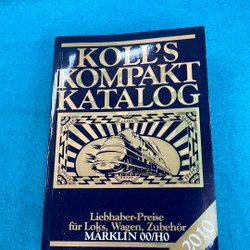 KOLL'S
KOMPAKT
KATALOG
Liebhaber-Preise
für Loks, Wagen, Zubehör
MÄRKLIN 00/H0
2010